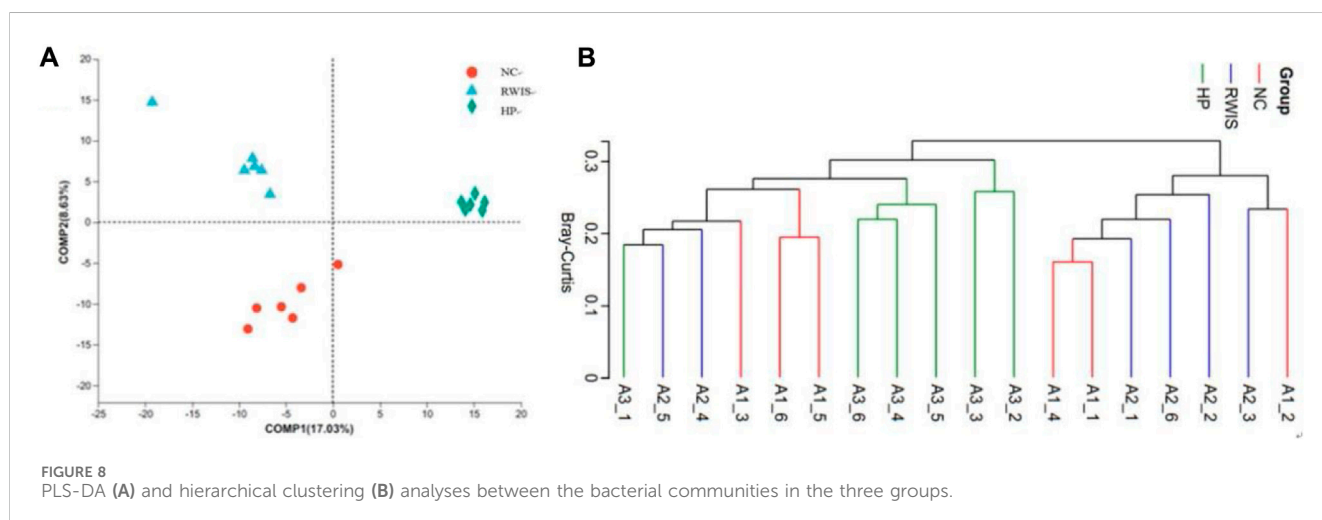 A
20
15
10
5
0
-5
-10
-15
-20
COMP2(8.63%)
-25
-20
-15
-10
-5
0
5
10
15
20
COMP1(17.03%)
NC
RWIS
HP
B
Group
NC
RWIS
HP
Bray-Curtis
0.3
0.2
0.1
0
A3_1
A2_5
A2_4
A1_3
A1_6
A1_5
A3_6
A3_4
A3_5
A3_3
A3_2
A1_4
A1_1
A2_1
A2_6
A2_2
A2_3
A1_2
FIGURE 8
PLS-DA (A) and hierarchical clustering (B) analyses between the bacterial communities in the three groups.